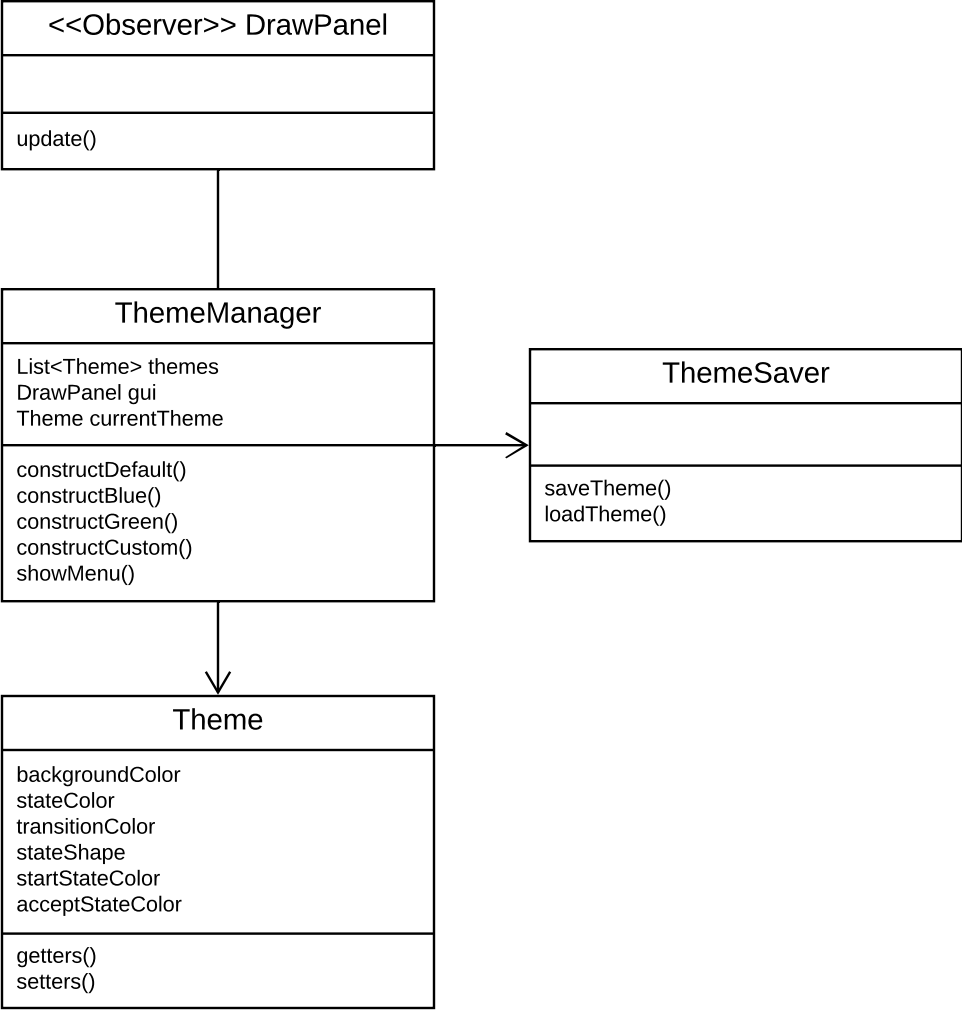 <<Observer>> DrawPanel
update()
ThemeManager
List<Theme> themes
DrawPanel gui
Theme currentTheme
constructDefault()
constructBlue()
constructGreen()
constructCustom()
showMenu()
ThemeSaver
saveTheme()
loadTheme()
Theme
backgroundColor
stateColor
transitionColor
stateShape
startStateColor
acceptStateColor
getters()
setters()